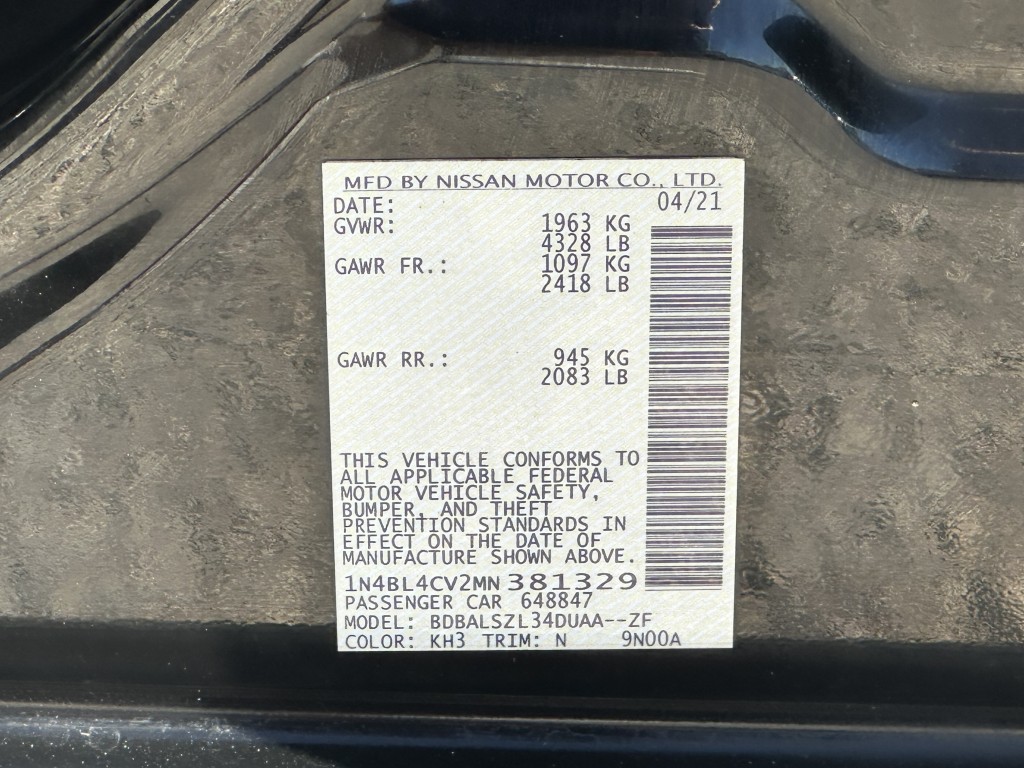 MFD BY NISSAN MOTOR CO., LTD.
DATE: 04/21
GVWR: 1963 KG
4328 LB
GAWR FR.: 1097 KG
2418 LB
GAWR RR.: 945 KG
2083 LB
THIS VEHICLE CONFORMS TO
ALL APPLICABLE FEDERAL
MOTOR VEHICLE SAFETY,
BUMPER, AND THEFT
PREVENTION STANDARDS IN
EFFECT ON THE DATE OF
MANUFACTURE SHOWN ABOVE.
1N4BL4CV2MN381329
PASSENGER CAR 648847
MODEL: BDBALSZL34DUAA--ZF
COLOR: KH3 TRIM: N 9N00A